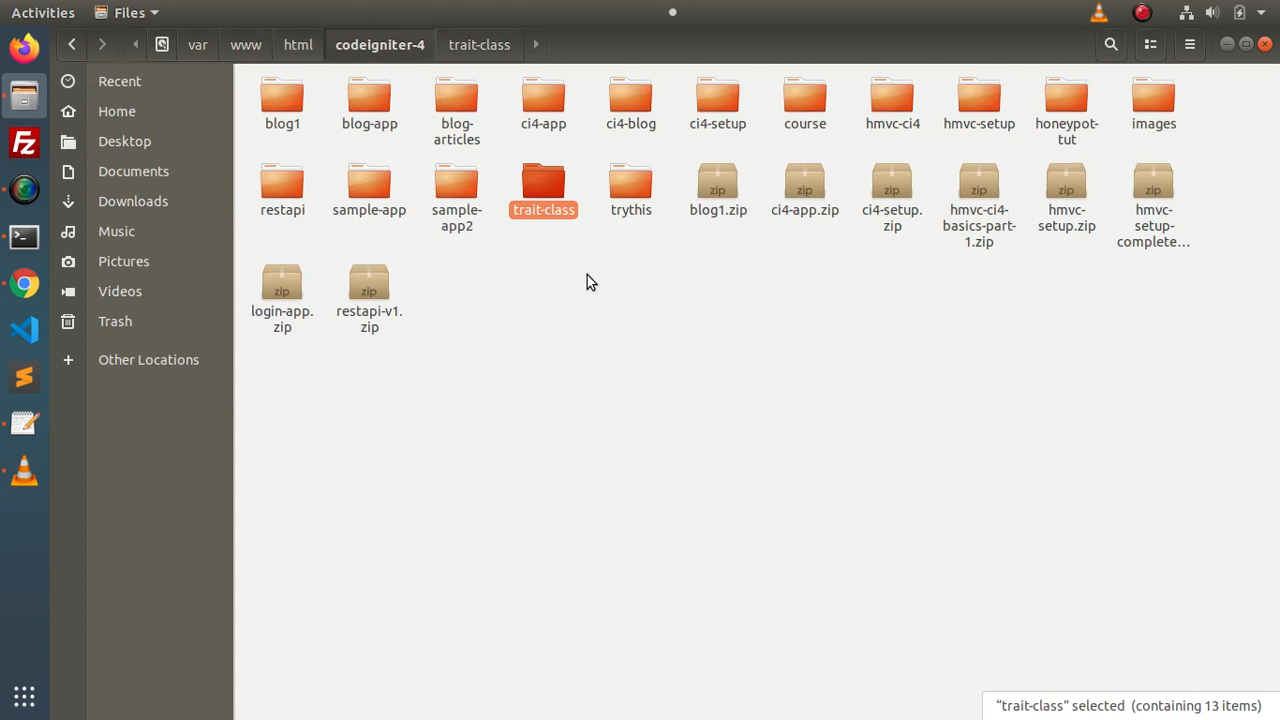 Activities Files
var www html codeigniter-4 trait-class
Recent
Home
Desktop
Documents
Downloads
Music
Pictures
Videos
Trash
Other Locations
blog1
blog-app
blog-
articles
ci4-app
ci4-blog
ci4-setup
course
hmvc-ci4
hmvc-setup
honeypot-
tut
images
restapi
sample-app
sample-
app2
trait-class
trythis
zip
blog1.zip
zip
ci4-app.zip
zip
ci4-setup.
zip
zip
hmvc-ci4-
basics-part-
1.zip
zip
hmvc-
setup.zip
zip
hmvc-
setup-
complete…
zip
login-app.
zip
zip
restapi-v1.
zip
“trait-class” selected (containing 13 items)